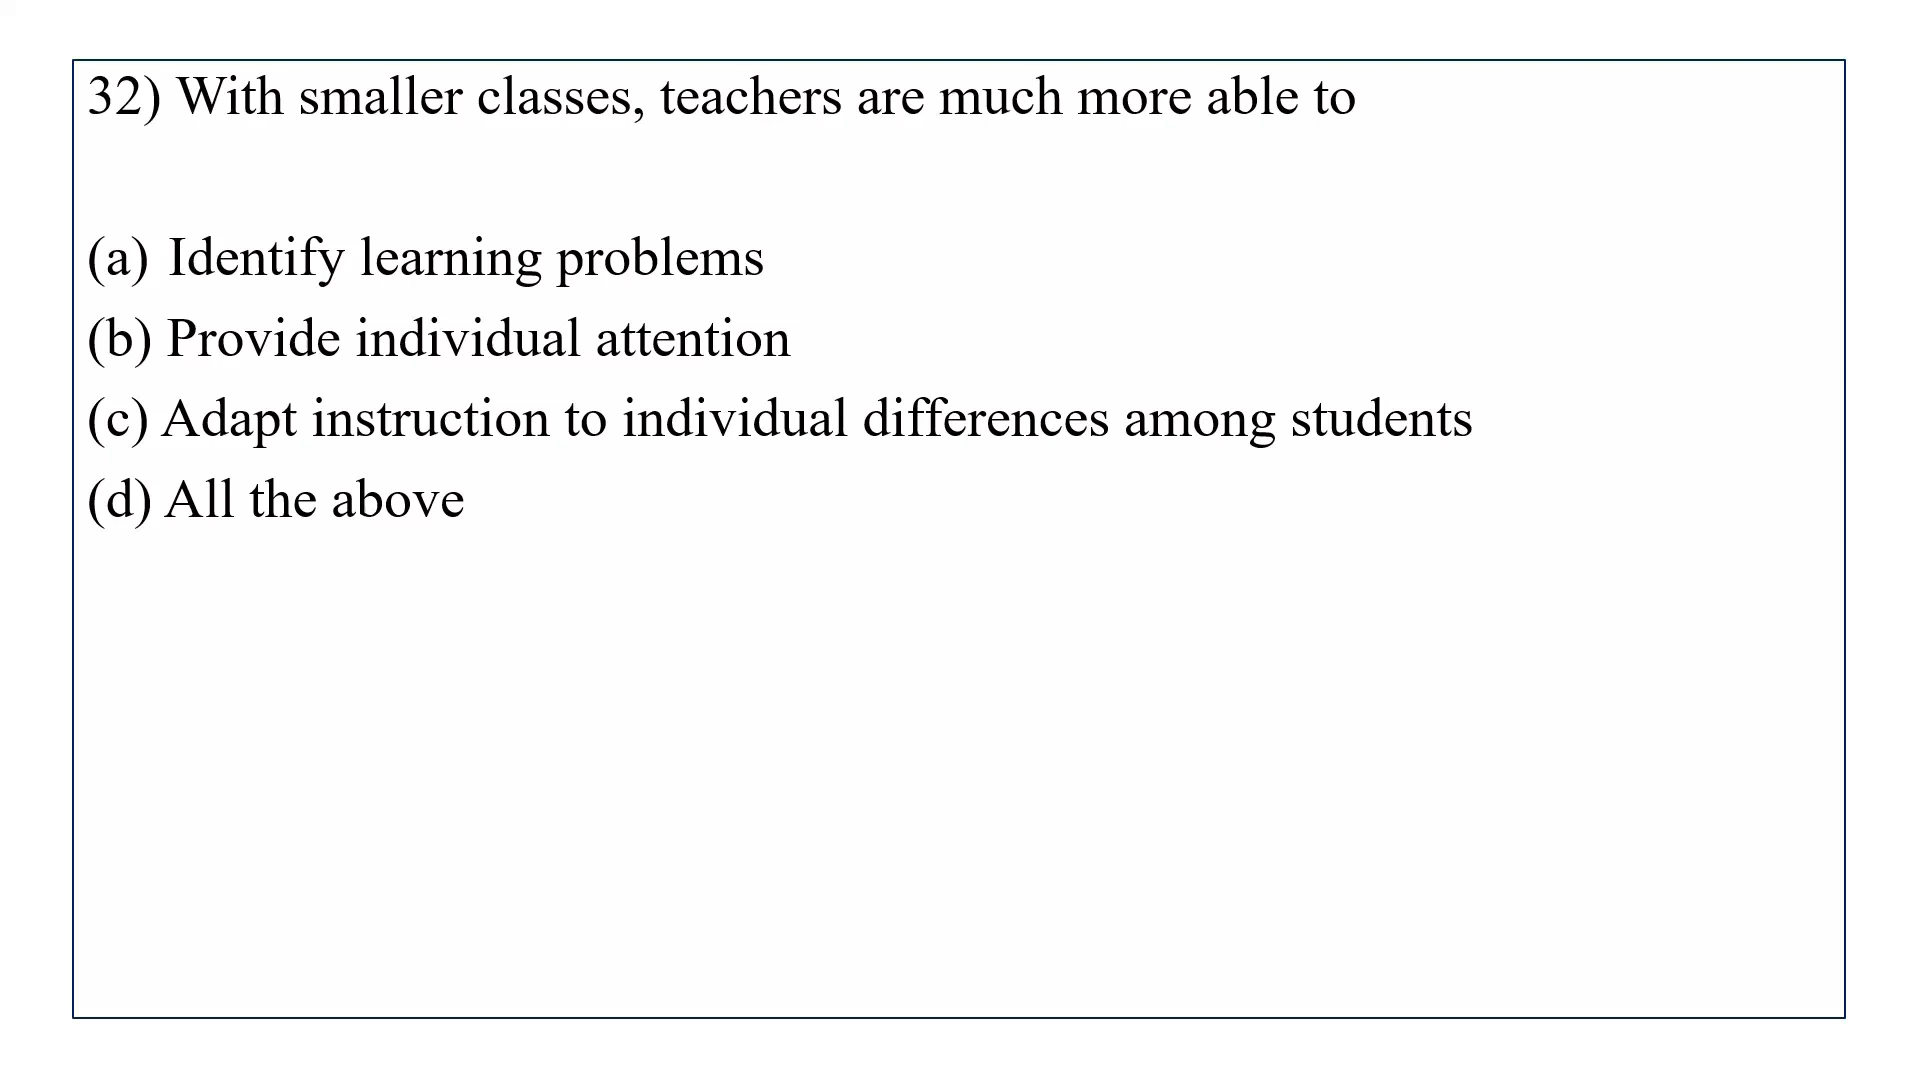 32) With smaller classes, teachers are much more able to
(a) Identify learning problems
(b) Provide individual attention
(c) Adapt instruction to individual differences among students
(d) All the above